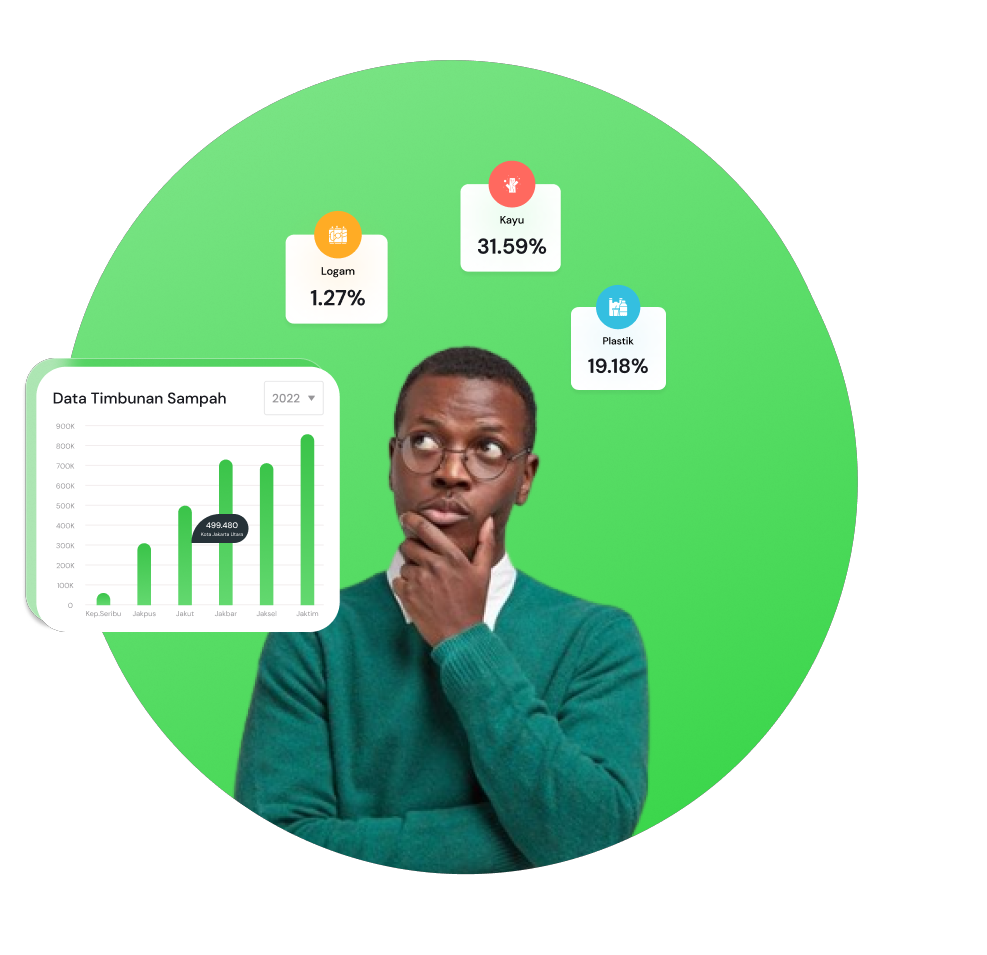 Kayu
31.59%
Logam
1.27%
Plastik
19.18%
Data Timbunan Sampah
2022
900K
800K
700K
600K
500K
400K
300K
200K
100K
0
499.480
Kota Jakarta Utara
Kep.Seribu Jakpus Jakut Jakbar Jaksel Jaktim